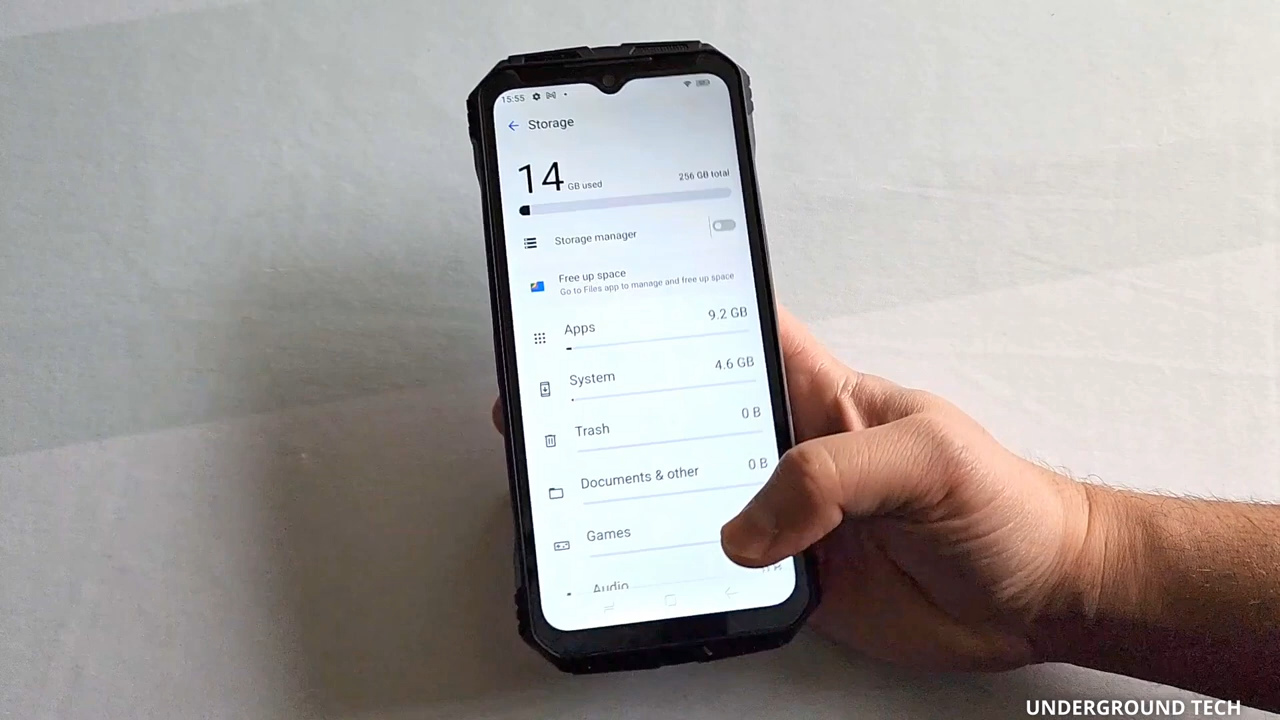 15:55
Storage
14 GB used 256 GB total
Storage manager
Free up space
Go to Files app to manage and free up space
Apps 9.2 GB
System 4.6 GB
Trash 0 B
Documents & other 0 B
Games
Audio
UNDERGROUND TECH